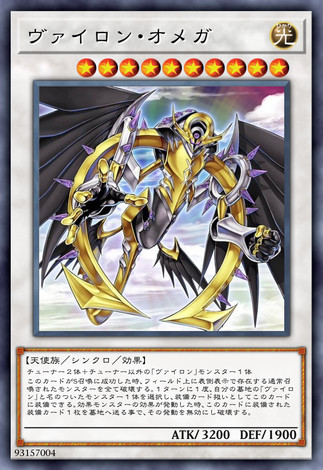 ヴァイロン・オメガ
光
【天使族／シンクロ／効果】
チューナー２体＋チューナー以外の「ヴァイロン」モンスター１体
このカードがS召喚に成功した時、フィールド上に表側表示で存在する通常召
喚されたモンスターを全て破壊する。１ターンに１度、自分の墓地の「ヴァイロ
ン」と名のついたモンスター１体を選択し、装備カード扱いとしてこのカー
ドに装備できる。効果モンスターの効果が発動した時、このカードに装備された
装備カード１枚を墓地へ送る事で、その発動を無効にし破壊する。
ATK/ 3200 DEF/1900
93157004